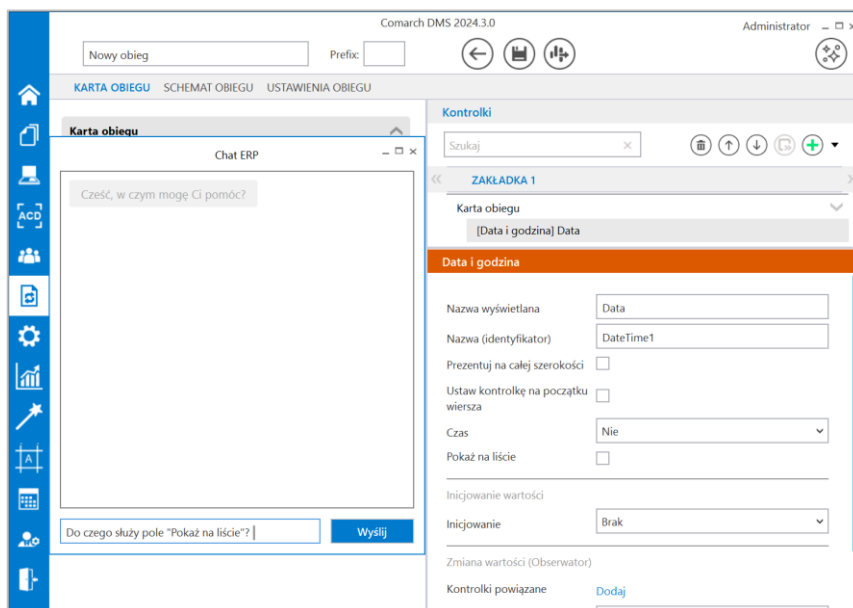 Comarch DMS 2024.3.0
Administrator
Nowy obieg
Prefix:
KARTA OBIEGU SCHEMAT OBIEGU USTAWIENIA OBIEGU
Karta obiegu
Chat ERP
Cześć, w czym mogę Ci pomóc?
Do czego służy pole "Pokaż na liście"?
Wyślij
ACD
A
Kontrolki
Szukaj
ZAKŁADKA 1
Karta obiegu
[Data i godzina] Data
Data i godzina
Nazwa wyświetlana
Data
Nazwa (identyfikator)
DateTime1
Prezentuj na całej szerokości
Ustaw kontrolkę na początku
wiersza
Czas
Nie
Pokaż na liście
Inicjowanie wartości
Inicjowanie
Brak
Zmiana wartości (Obserwator)
Kontrolki powiązane
Dodaj